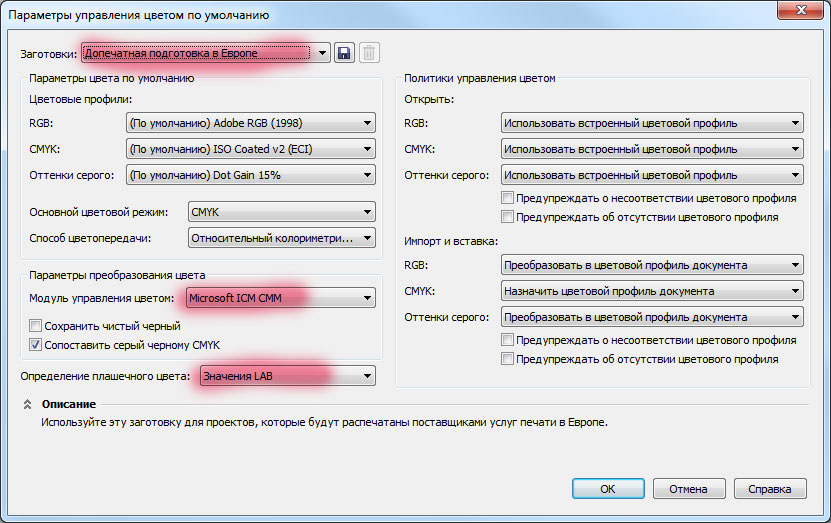 Параметры управления цветом по умолчанию
Заготовки: Допечатная подготовка в Европе
Параметры цвета по умолчанию
Цветовые профили:
RGB: (По умолчанию) Adobe RGB (1998)
CMYK: (По умолчанию) ISO Coated v2 (ECI)
Оттенки серого: (По умолчанию) Dot Gain 15%
Основной цветовой режим: CMYK
Способ цветопередачи: Относительный колориметри...
Параметры преобразования цвета
Модуль управления цветом: Microsoft ICM CMM
Сохранить чистый черный
Сопоставить серый черному CMYK
Определение плашечного цвета: Значения LAB
Политики управления цветом
Открыть:
RGB: Использовать встроенный цветовой профиль
CMYK: Использовать встроенный цветовой профиль
Оттенки серого: Использовать встроенный цветовой профиль
Предупреждать о несоответствии цветового профиля
Предупреждать об отсутствии цветового профиля
Импорт и вставка:
RGB: Преобразовать в цветовой профиль документа
CMYK: Назначить цветовой профиль документа
Оттенки серого: Преобразовать в цветовой профиль документа
Предупреждать о несоответствии цветового профиля
Предупреждать об отсутствии цветового профиля
Описание
Используйте эту заготовку для проектов, которые будут распечатаны поставщиками услуг печати в Европе.
OK Отмена Справка